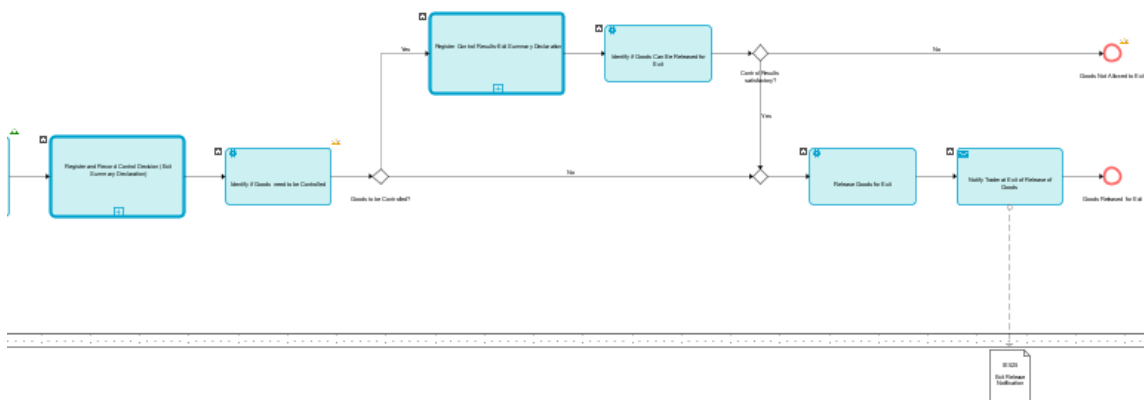 Register Control Results-Exit Summary Declaration
Yes
Identify if Goods Can Be Released for
Exit
No
Control Results
satisfactory?
Goods Not Allowed to Exit
Yes
Register and Record Control Decision (Exit
Summary Declaration)
Identify if Goods need to be Controlled
Goods to be Controlled?
No
Release Goods for Exit
Notify Trader at Exit of Release of
Goods
Goods Released for Exit
Exit Release
Notification